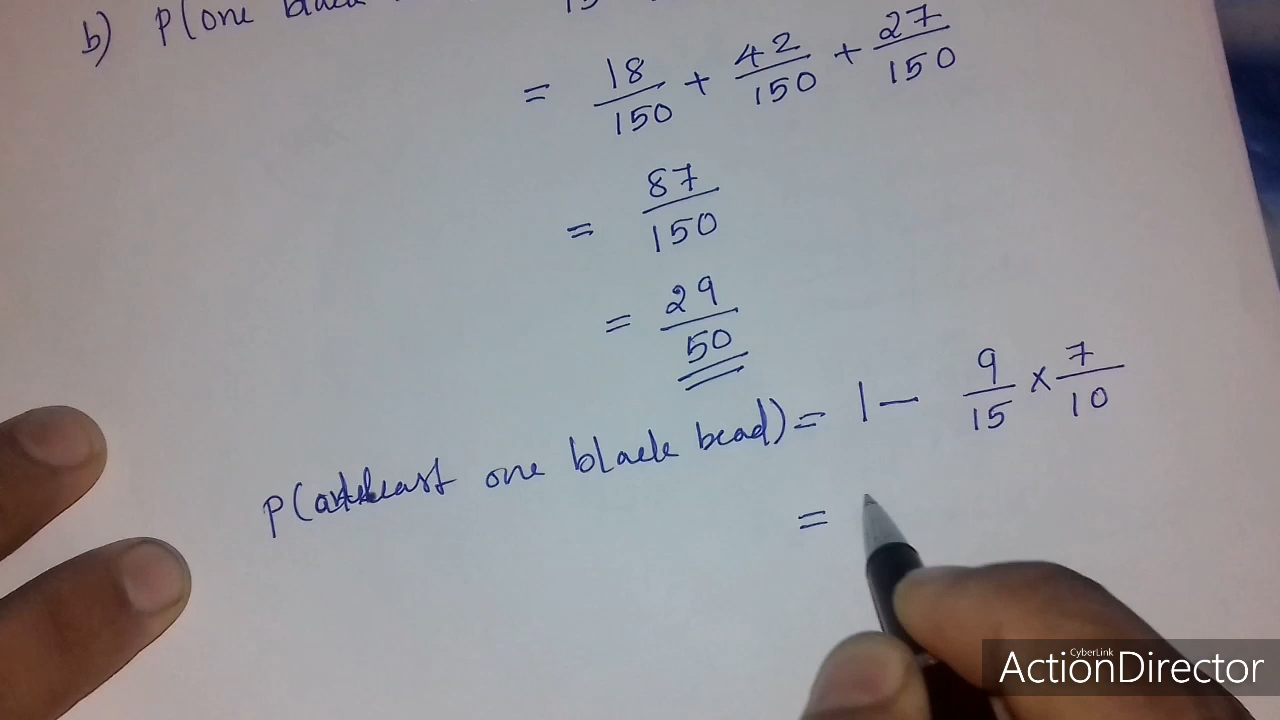 b) P(one black
= 18/150 + 42/150 + 27/150
= 87/150
= 29/50
P(atleast one black bead) = 1 - 9/15 x 7/10
=
CyberLink
ActionDirector